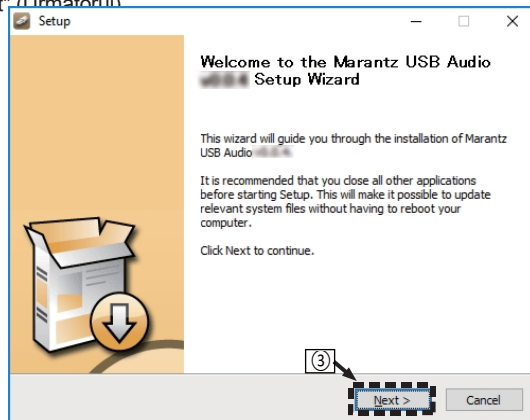 Setup
Welcome to the Marantz USB Audio
Setup Wizard
This wizard will guide you through the installation of Marantz
USB Audio
It is recommended that you close all other applications
before starting Setup. This will make it possible to update
relevant system files without having to reboot your
computer.
Click Next to continue.
③
Next >
Cancel